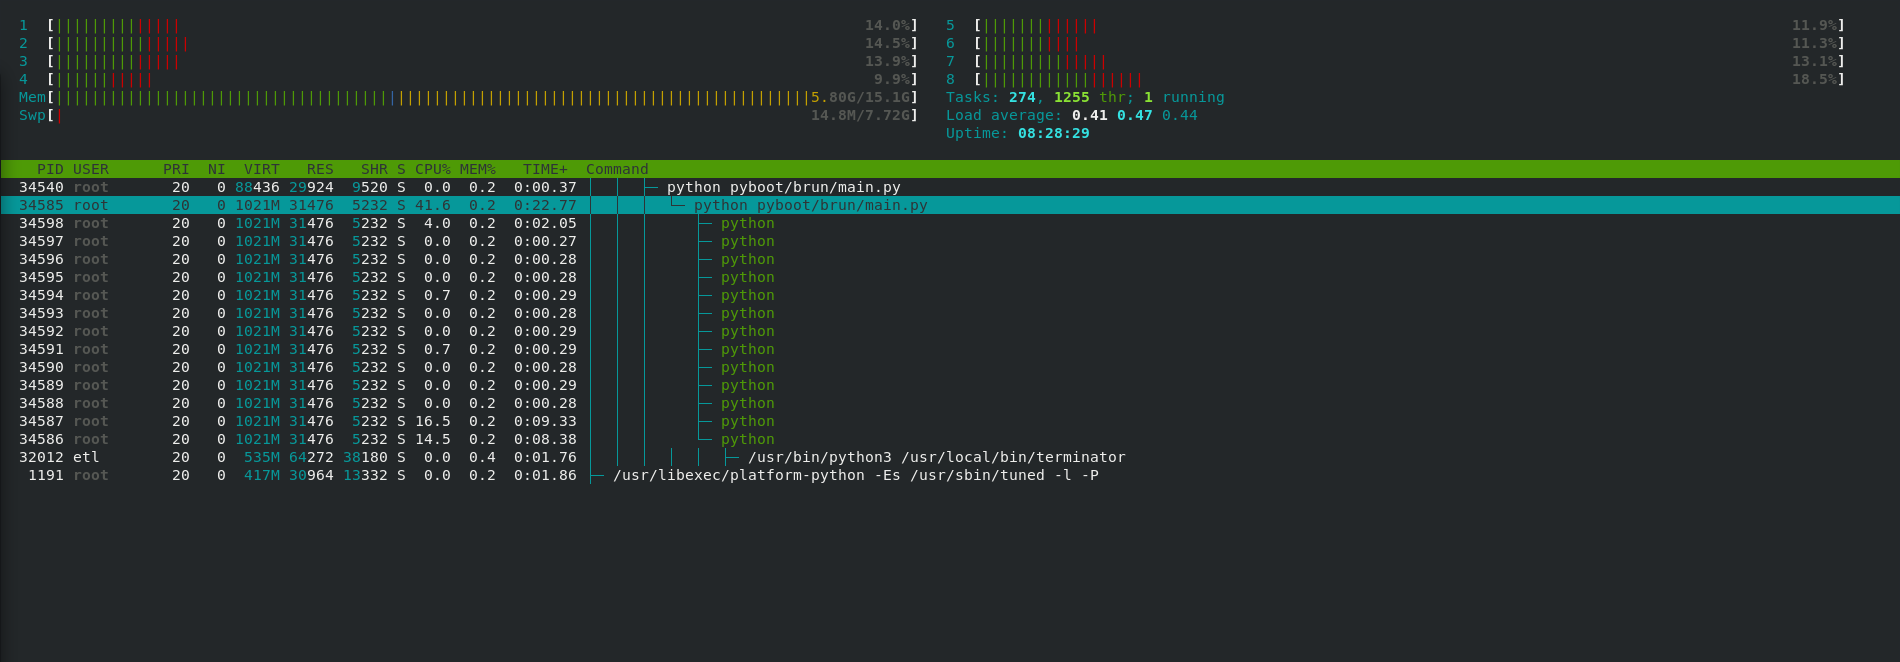 1 [||||||||||||||] 14.0%] 5 [|||||||||||||] 11.9%]
2 [|||||||||||||||] 14.5%] 6 [|||||||||||] 11.3%]
3 [||||||||||||||] 13.9%] 7 [||||||||||||||] 13.1%]
4 [|||||||||||] 9.9%] 8 [||||||||||||||||||] 18.5%]
Mem[||||||||||||||||||||||||||||||||||||||||||||||||||||||||||||||||||||||||||||||||||||5.80G/15.1G] Tasks: 274, 1255 thr; 1 running
Swp[| 14.8M/7.72G] Load average: 0.41 0.47 0.44
Uptime: 08:28:29
PID USER PRI NI VIRT RES SHR S CPU% MEM% TIME+ Command
34540 root 20 0 88436 29924 9520 S 0.0 0.2 0:00.37 │ │ ├─ python pyboot/brun/main.py
34585 root 20 0 1021M 31476 5232 S 41.6 0.2 0:22.77 │ │ │ └─ python pyboot/brun/main.py
34598 root 20 0 1021M 31476 5232 S 4.0 0.2 0:02.05 │ │ │ ├─ python
34597 root 20 0 1021M 31476 5232 S 0.0 0.2 0:00.27 │ │ │ ├─ python
34596 root 20 0 1021M 31476 5232 S 0.0 0.2 0:00.28 │ │ │ ├─ python
34595 root 20 0 1021M 31476 5232 S 0.0 0.2 0:00.28 │ │ │ ├─ python
34594 root 20 0 1021M 31476 5232 S 0.7 0.2 0:00.29 │ │ │ ├─ python
34593 root 20 0 1021M 31476 5232 S 0.0 0.2 0:00.28 │ │ │ ├─ python
34592 root 20 0 1021M 31476 5232 S 0.0 0.2 0:00.29 │ │ │ ├─ python
34591 root 20 0 1021M 31476 5232 S 0.7 0.2 0:00.29 │ │ │ ├─ python
34590 root 20 0 1021M 31476 5232 S 0.0 0.2 0:00.28 │ │ │ ├─ python
34589 root 20 0 1021M 31476 5232 S 0.0 0.2 0:00.29 │ │ │ ├─ python
34588 root 20 0 1021M 31476 5232 S 0.0 0.2 0:00.28 │ │ │ ├─ python
34587 root 20 0 1021M 31476 5232 S 16.5 0.2 0:09.33 │ │ │ ├─ python
34586 root 20 0 1021M 31476 5232 S 14.5 0.2 0:08.38 │ │ │ └─ python
32012 etl 20 0 535M 64272 38180 S 0.0 0.4 0:01.76 │ │ │ │ │ ├─ /usr/bin/python3 /usr/local/bin/terminator
1191 root 20 0 417M 30964 13332 S 0.0 0.2 0:01.86 ├─ /usr/libexec/platform-python -Es /usr/sbin/tuned -l -P